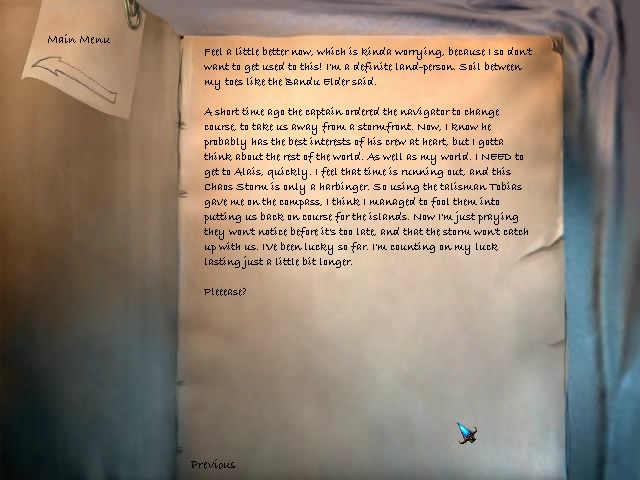 Main Menu
Feel a little better now, which is kinda worrying, because I so don't
want to get used to this! I'm a definite land-person. Soil between
my toes like the Bandu Elder said.
A short time ago the captain ordered the navigator to change
course, to take us away from a stormfront. Now, I know he
probably has the best interests of his crew at heart, but I gotta
think about the rest of the world. As well as my world. I NEED to
get to Alais, quickly. I feel that time is running out, and this
Chaos Storm is only a harbinger. So using the talisman Tobias
gave me on the compass, I think I managed to fool them into
putting us back on course for the islands. Now I'm just praying
they won't notice before it's too late, and that the storm won't catch
up with us. I've been lucky so far. I'm counting on my luck
lasting just a little bit longer.
Pleeease?
Previous